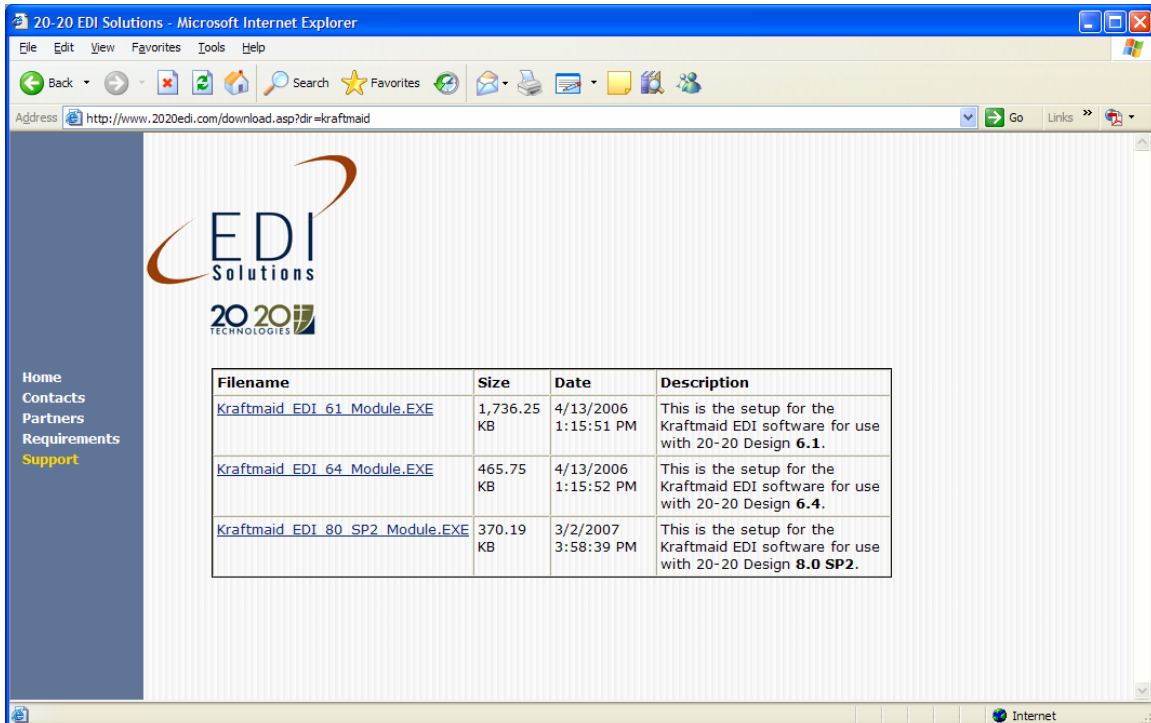 20-20 EDI Solutions - Microsoft Internet Explorer
File Edit View Favorites Tools Help
Back Search Favorites
Address http://www.2020edi.com/download.asp?dir=kraftmaid Go Links »
EDI
Solutions
20 20
TECHNOLOGIES
Home
Contacts
Partners
Requirements
Support
Filename Size Date Description
Kraftmaid_EDI_61_Module.EXE 1,736.25 4/13/2006 This is the setup for the
KB 1:15:51 PM Kraftmaid EDI software for use
with 20-20 Design 6.1.
Kraftmaid_EDI_64_Module.EXE 465.75 4/13/2006 This is the setup for the
KB 1:15:52 PM Kraftmaid EDI software for use
with 20-20 Design 6.4.
Kraftmaid_EDI_80_SP2_Module.EXE 370.19 3/2/2007 This is the setup for the
KB 3:58:39 PM Kraftmaid EDI software for use
with 20-20 Design 8.0 SP2.
Internet